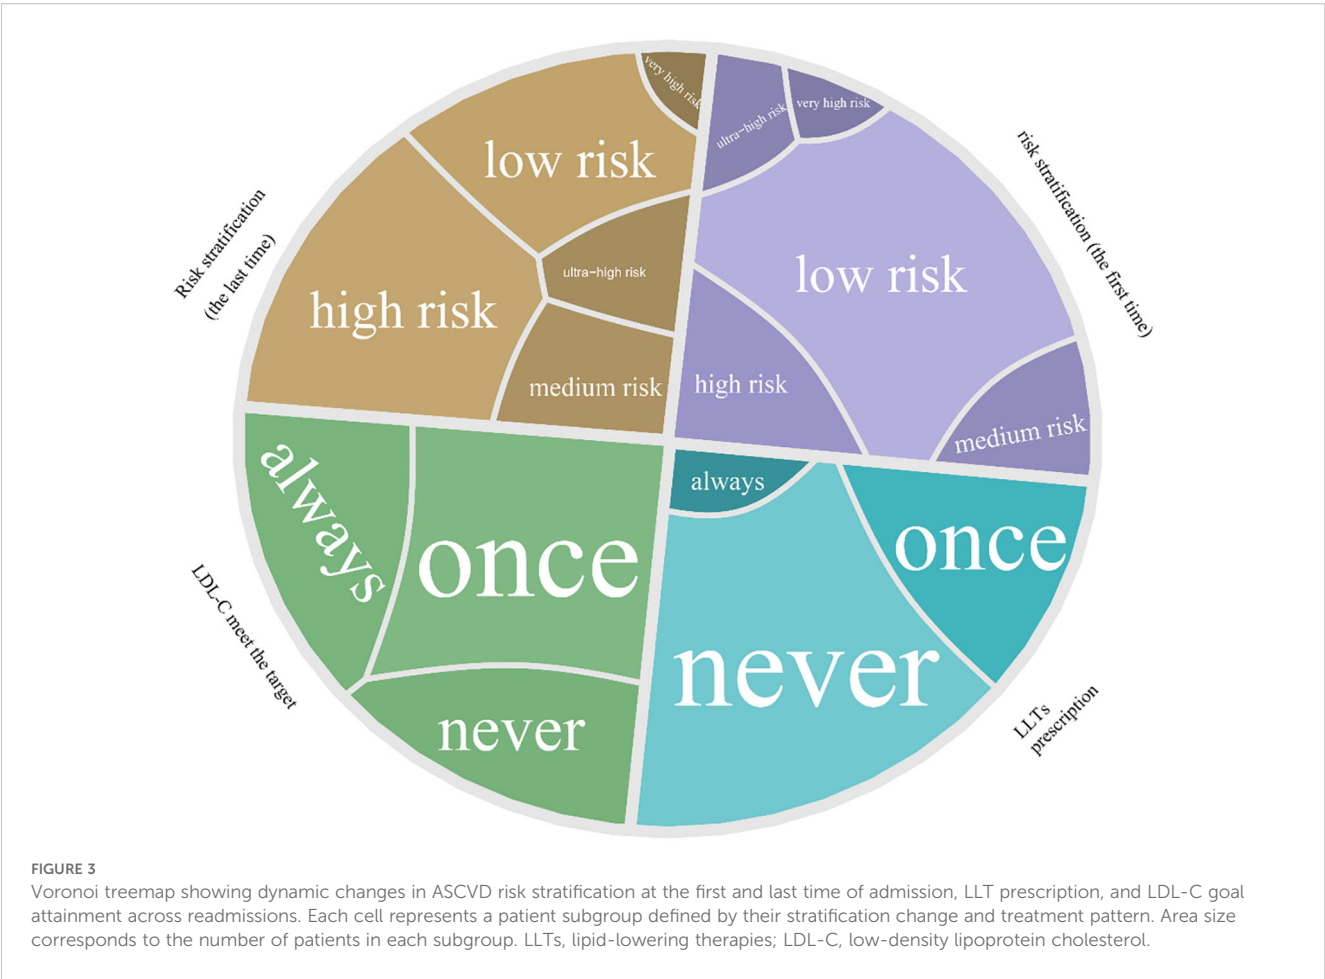 very high risk
low risk
ultra−high risk
high risk
medium risk
Risk stratification
(the last time)
ultra−high risk
very high risk
low risk
high risk
medium risk
risk stratification (the first time)
always
once
never
LDL-C meet the target
always
once
never
LLTs
prescription
FIGURE 3
Voronoi treemap showing dynamic changes in ASCVD risk stratification at the first and last time of admission, LLT prescription, and LDL-C goal
attainment across readmissions. Each cell represents a patient subgroup defined by their stratification change and treatment pattern. Area size
corresponds to the number of patients in each subgroup. LLTs, lipid-lowering therapies; LDL-C, low-density lipoprotein cholesterol.